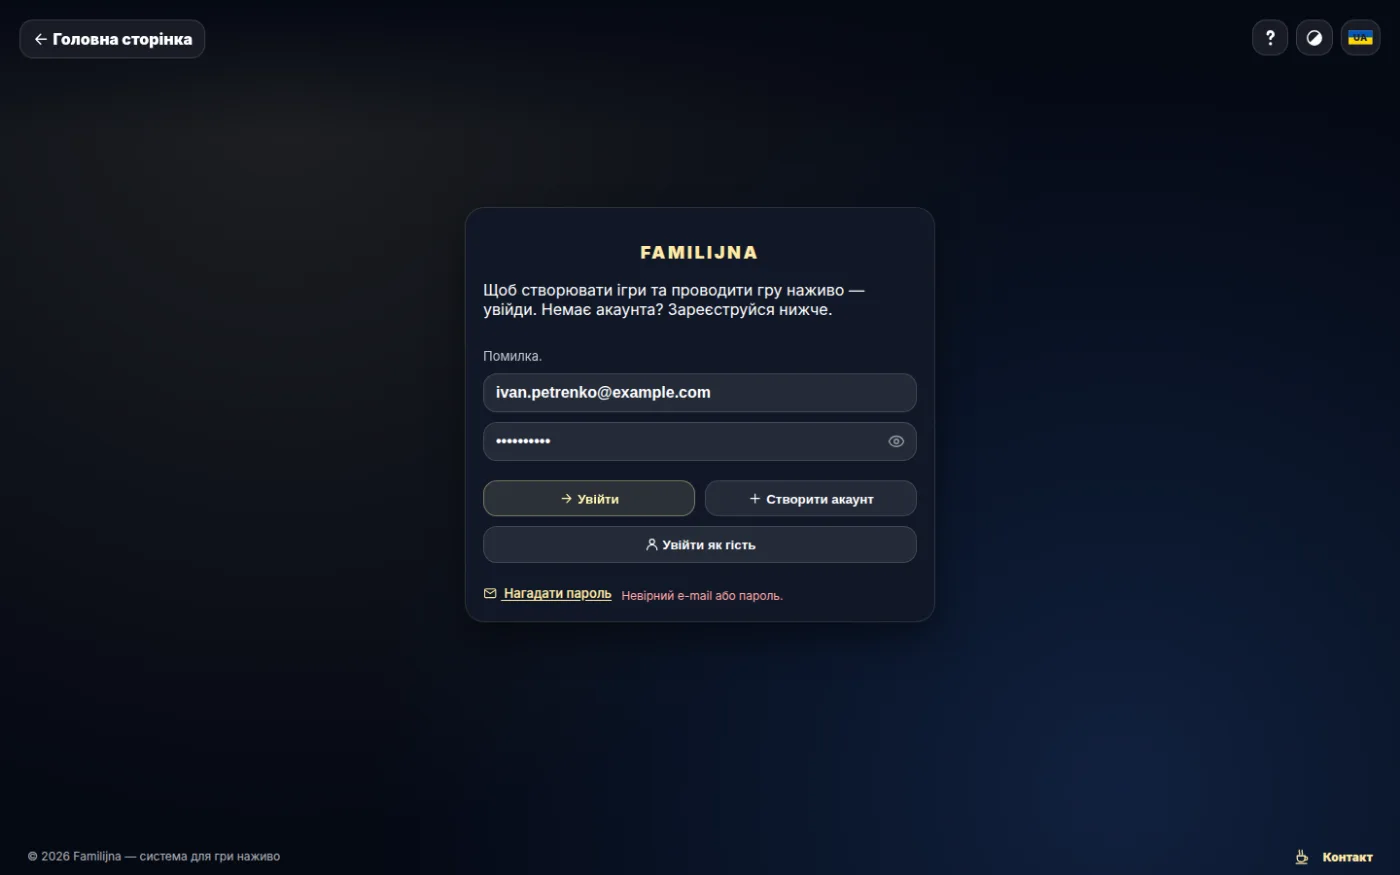 ← Головна сторінка
?
UA
FAMILIJNA
Щоб створювати ігри та проводити гру наживо —
увійди. Немає акаунта? Зареєструйся нижче.
Помилка.
ivan.petrenko@example.com
••••••••••
→ Увійти
+ Створити акаунт
Увійти як гість
Нагадати пароль
Невірний e-mail або пароль.
© 2026 Familijna — система для гри наживо
Контакт